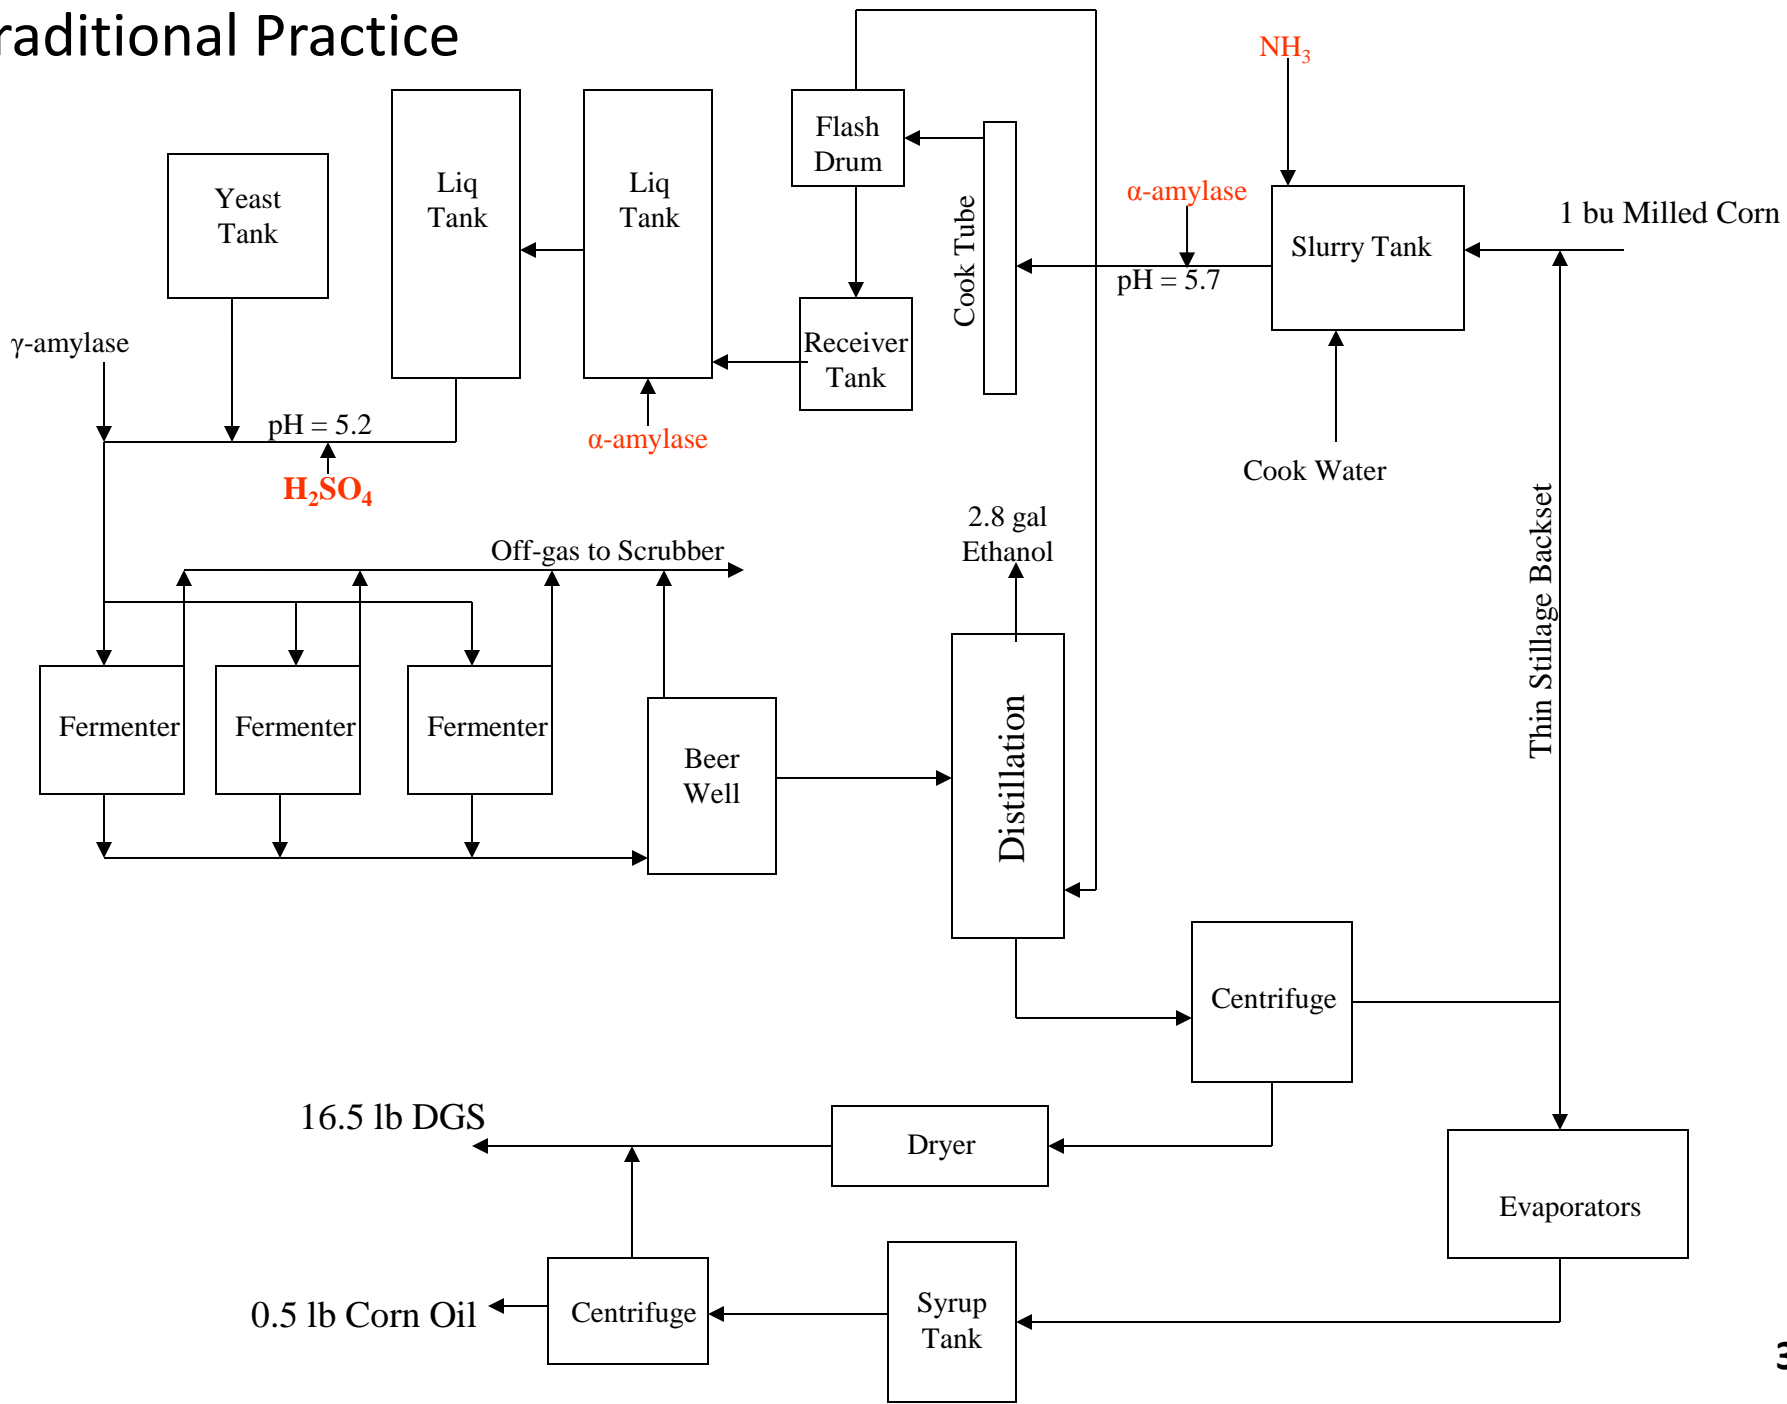 raditional Practice
NH₃
Flash
Drum
Liq
Tank
Liq
Tank
Yeast
Tank
α-amylase
1 bu Milled Corn
Slurry Tank
Cook Tube
pH = 5.7
γ-amylase
Receiver
Tank
pH = 5.2
α-amylase
H₂SO₄
Cook Water
2.8 gal
Ethanol
Off-gas to Scrubber
Thin Stillage Backset
Fermenter
Fermenter
Fermenter
Beer
Well
Distillation
Centrifuge
16.5 lb DGS
Dryer
Evaporators
0.5 lb Corn Oil
Centrifuge
Syrup
Tank
3